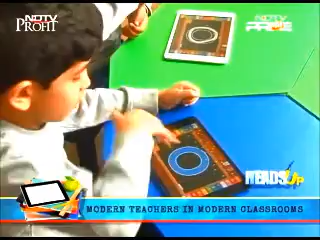 NDTV
PROFIT
NDTV
PRIME
HEADS
UP
MODERN TEACHERS IN MODERN CLASSROOMS